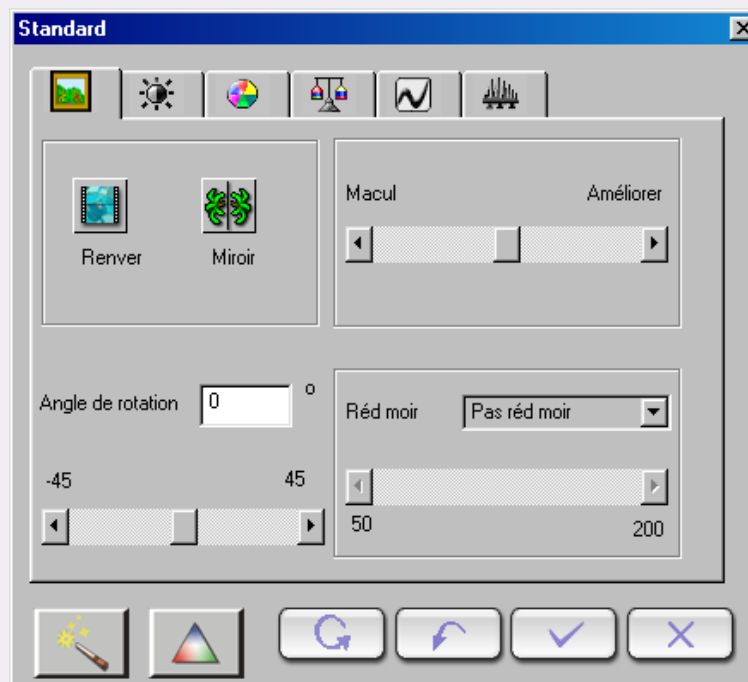 Standard
Renver
Miroir
Macul
Améliorer
Angle de rotation
0
o
-45
45
Réd moir
Pas réd moir
50
200